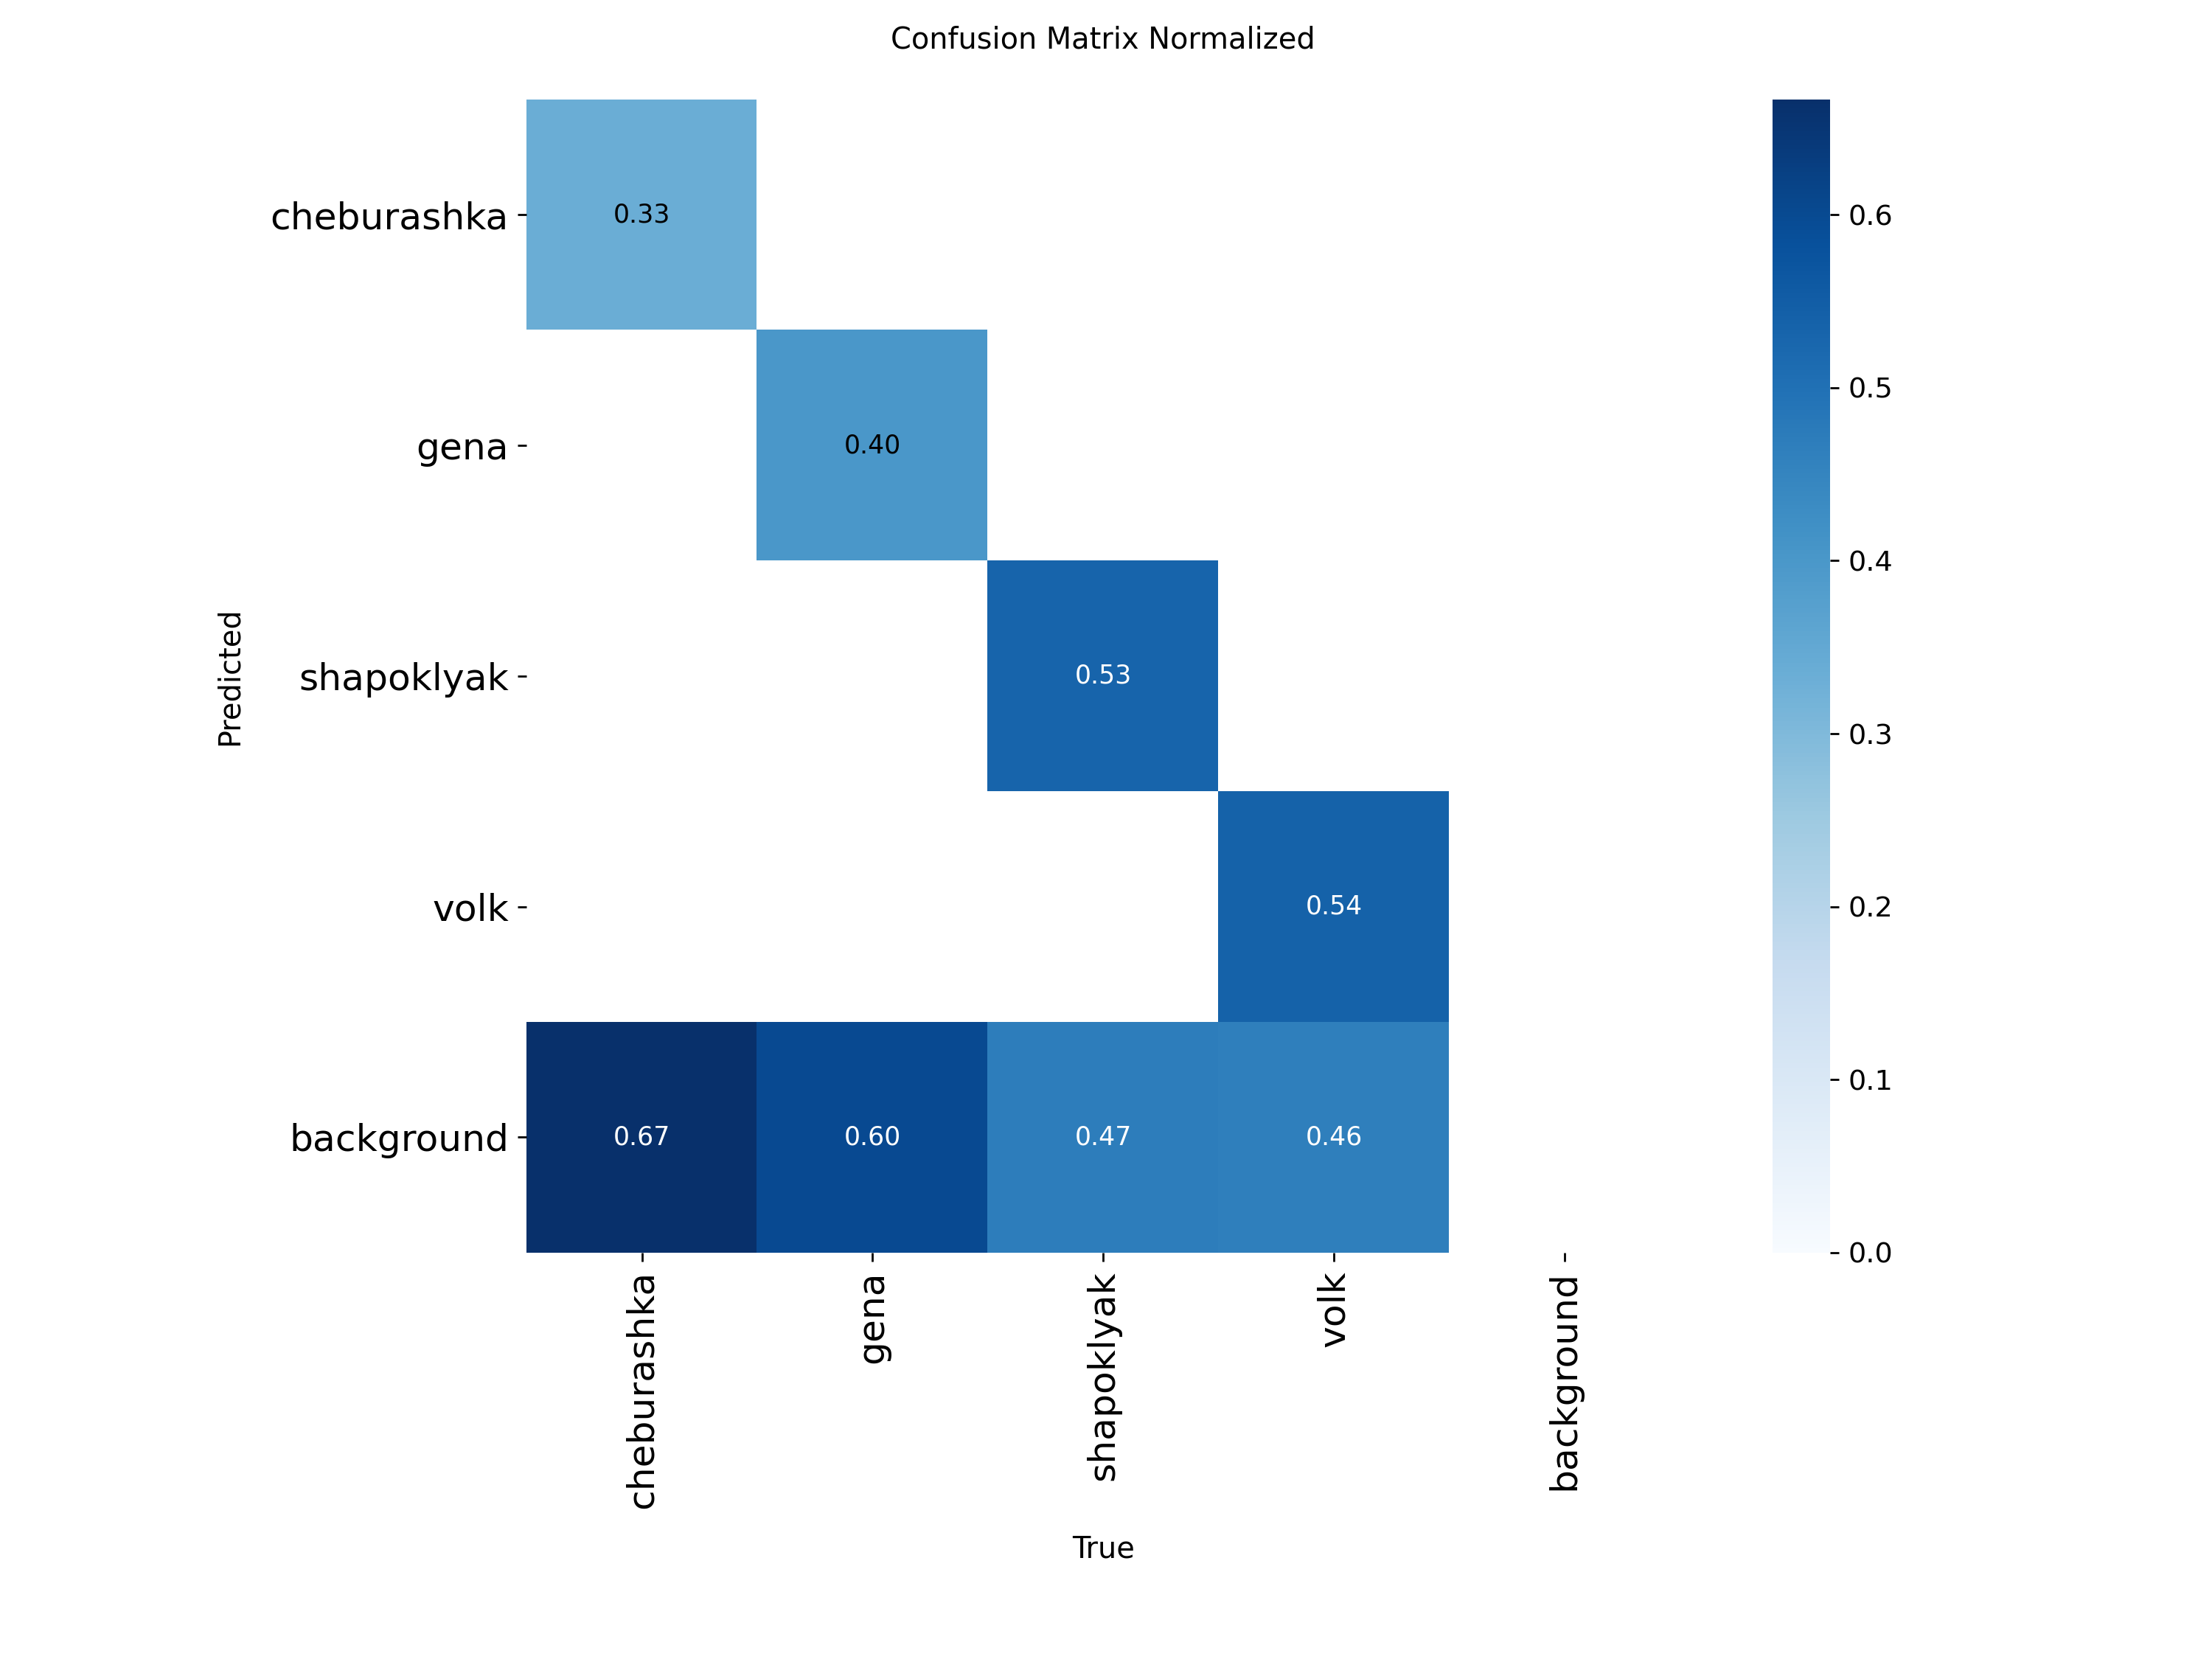 Confusion Matrix Normalized
cheburashka
0.33
gena
0.40
shapoklyak
0.53
volk
0.54
background
0.67 0.60 0.47 0.46
Predicted
cheburashka
gena
shapoklyak
volk
background
True
0.6
0.5
0.4
0.3
0.2
0.1
0.0